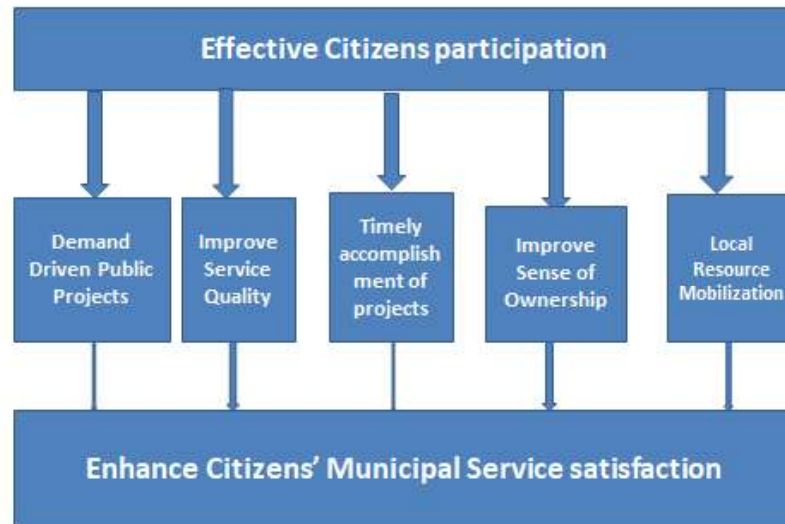 Effective Citizens participation
Demand
Driven Public
Projects
Improve
Service
Quality
Timely
accomplish
ment of
projects
Improve
Sense of
Ownership
Local
Resource
Mobilization
Enhance Citizens’ Municipal Service satisfaction